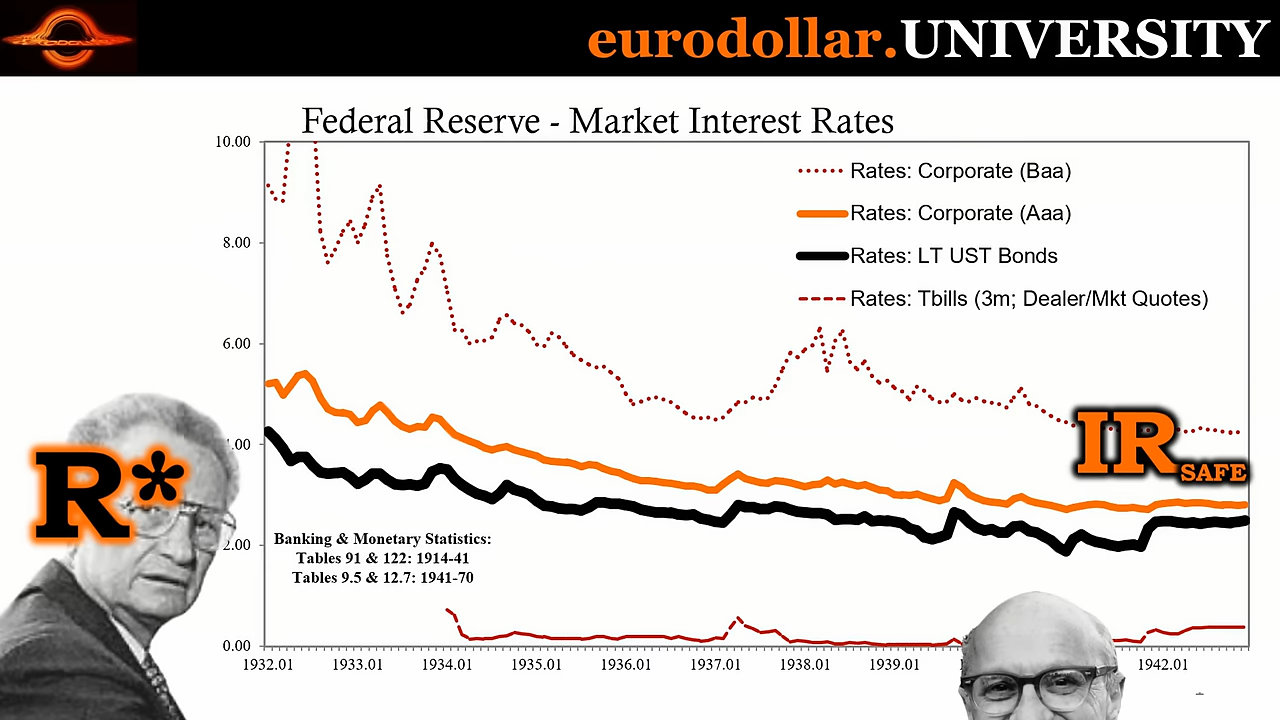 eurodollar.UNIVERSITY
Federal Reserve - Market Interest Rates
10.00
8.00
6.00
4.00
2.00
0.00
Rates: Corporate (Baa)
Rates: Corporate (Aaa)
Rates: LT UST Bonds
Rates: Tbills (3m; Dealer/Mkt Quotes)
IR SAFE
R*
Banking & Monetary Statistics:
Tables 91 & 122: 1914-41
Tables 9.5 & 12.7: 1941-70
1932.01 1933.01 1934.01 1935.01 1936.01 1937.01 1938.01 1939.01 1942.01